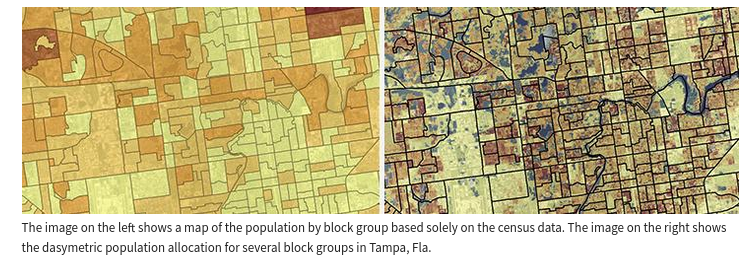 The image on the left shows a map of the population by block group based solely on the census data. The image on the right shows
the dasymetric population allocation for several block groups in Tampa, Fla.